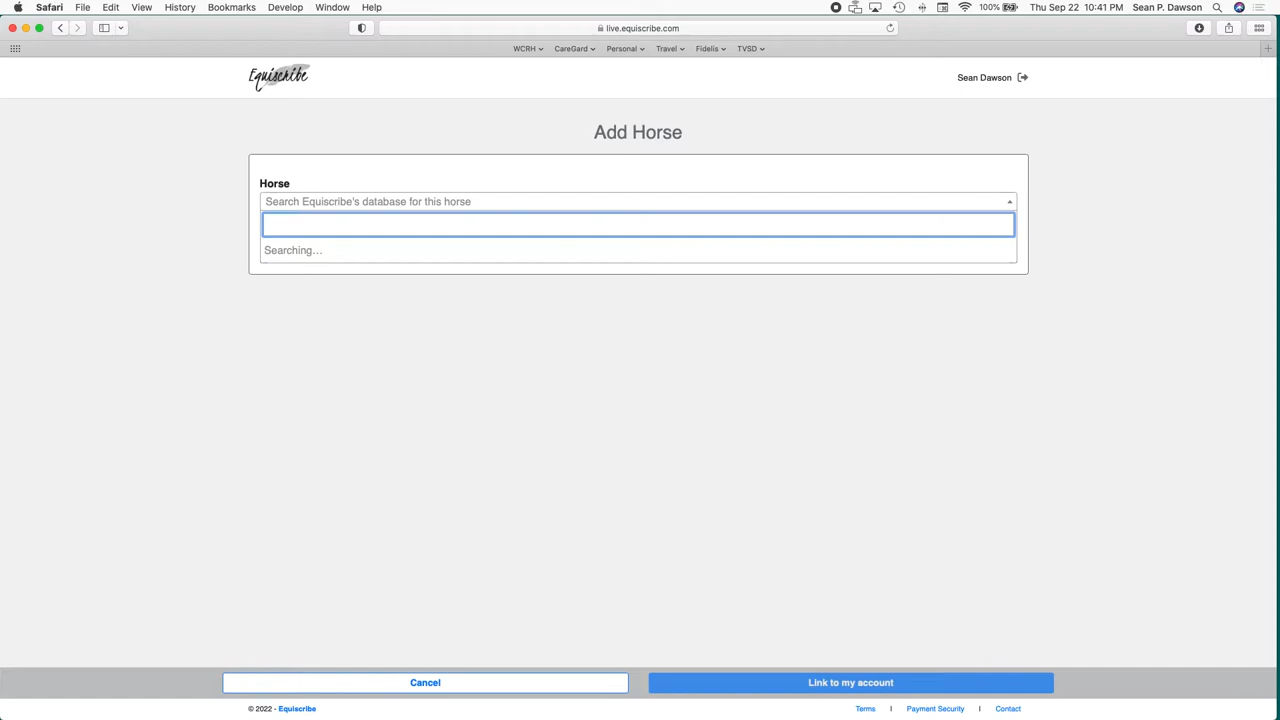 Safari File Edit View History Bookmarks Develop Window Help 100% Thu Sep 22 10:41 PM Sean P. Dawson
live.equiscribe.com
WCRH CareGard Personal Travel Fidelis TVSD
Equiscribe Sean Dawson
Add Horse
Horse
Search Equiscribe's database for this horse
Searching…
Cancel Link to my account
© 2022 - Equiscribe Terms | Payment Security | Contact